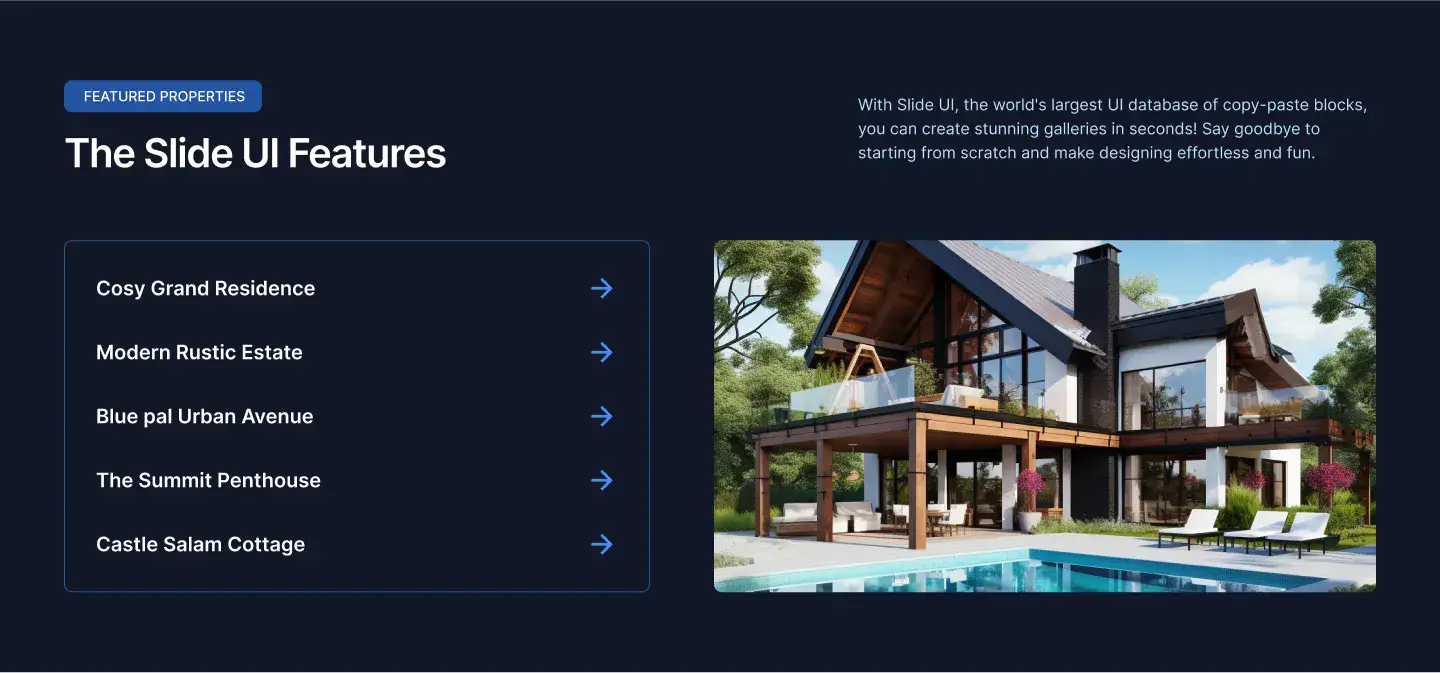 FEATURED PROPERTIES
The Slide UI Features
With Slide UI, the world's largest UI database of copy-paste blocks,
you can create stunning galleries in seconds! Say goodbye to
starting from scratch and make designing effortless and fun.
Cosy Grand Residence
Modern Rustic Estate
Blue pal Urban Avenue
The Summit Penthouse
Castle Salam Cottage